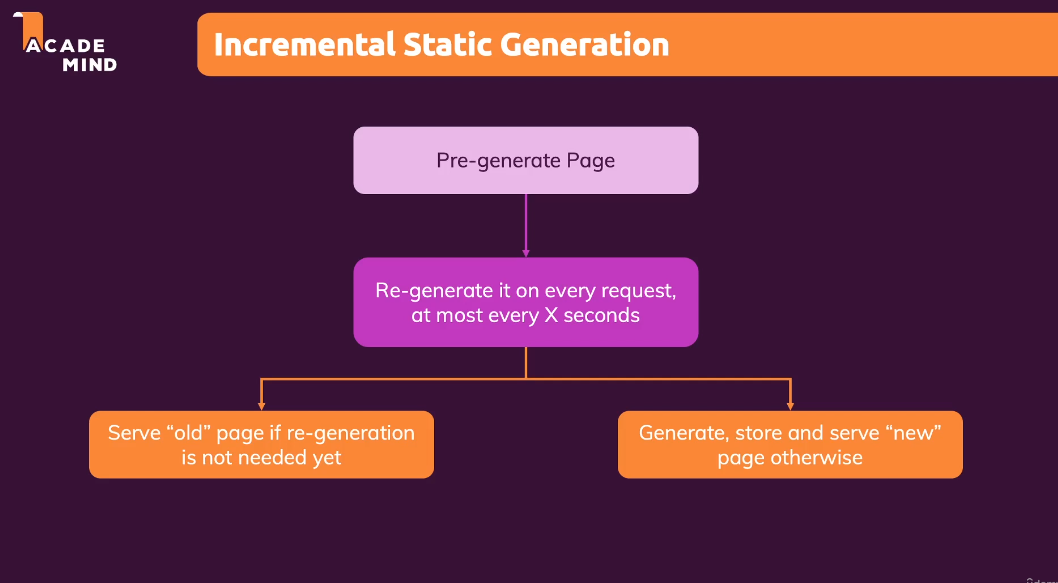 ACADE
MIND
Incremental Static Generation
Pre-generate Page
Re-generate it on every request,
at most every X seconds
Serve “old” page if re-generation
is not needed yet
Generate, store and serve “new”
page otherwise